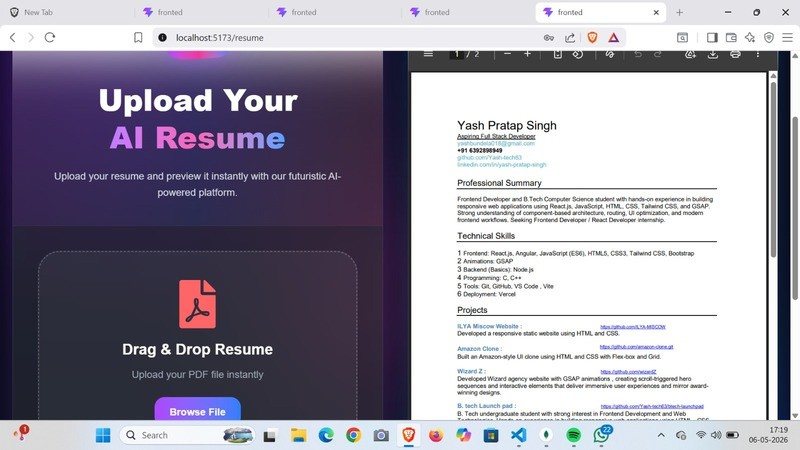 New Tab
fronted
fronted
fronted
fronted
localhost:5173/resume
1 / 2
Upload Your
AI Resume
Upload your resume and preview it instantly with our futuristic AI-
powered platform.
Drag & Drop Resume
Upload your PDF file instantly
Browse File
Yash Pratap Singh
Aspiring Full Stack Developer
yashbundela018@gmail.com
+91 6392898949
github.com/Yash-tech63
linkedin.com/in/yash-pratap-singh
Professional Summary
Frontend Developer and B.Tech Computer Science student with hands-on experience in building
responsive web applications using React.js, JavaScript, HTML, CSS, Tailwind CSS, and GSAP.
Strong understanding of component-based architecture, routing, UI optimization, and modern
frontend workflows. Seeking Frontend Developer / React Developer internship.
Technical Skills
1 Frontend: React.js, Angular, JavaScript (ES6), HTML5, CSS3, Tailwind CSS, Bootstrap
2 Animations: GSAP
3 Backend (Basics): Node.js
4 Programming: C, C++
5 Tools: Git, GitHub, VS Code , Vite
6 Deployment: Vercel
Projects
ILYA Miscow Website : https://github.com/ILYA-MISCOW
Developed a responsive static website using HTML and CSS.
Amazon Clone : https://github.com/amazon-clone.git
Built an Amazon-style UI clone using HTML and CSS with Flex-box and Grid.
Wizard Z : https://github.com/wizardZ
Developed Wizard agency website with GSAP animations , creating scroll-triggered hero
sequences and interactive elements that deliver immersive user experiences and mirror award-
winning designs.
B. tech Launch pad : https://github.com/Yash-tech63/tech-launchpad
B. Tech undergraduate student with strong interest in Frontend Development and Web
1
Search
22
17:19
06-05-2026